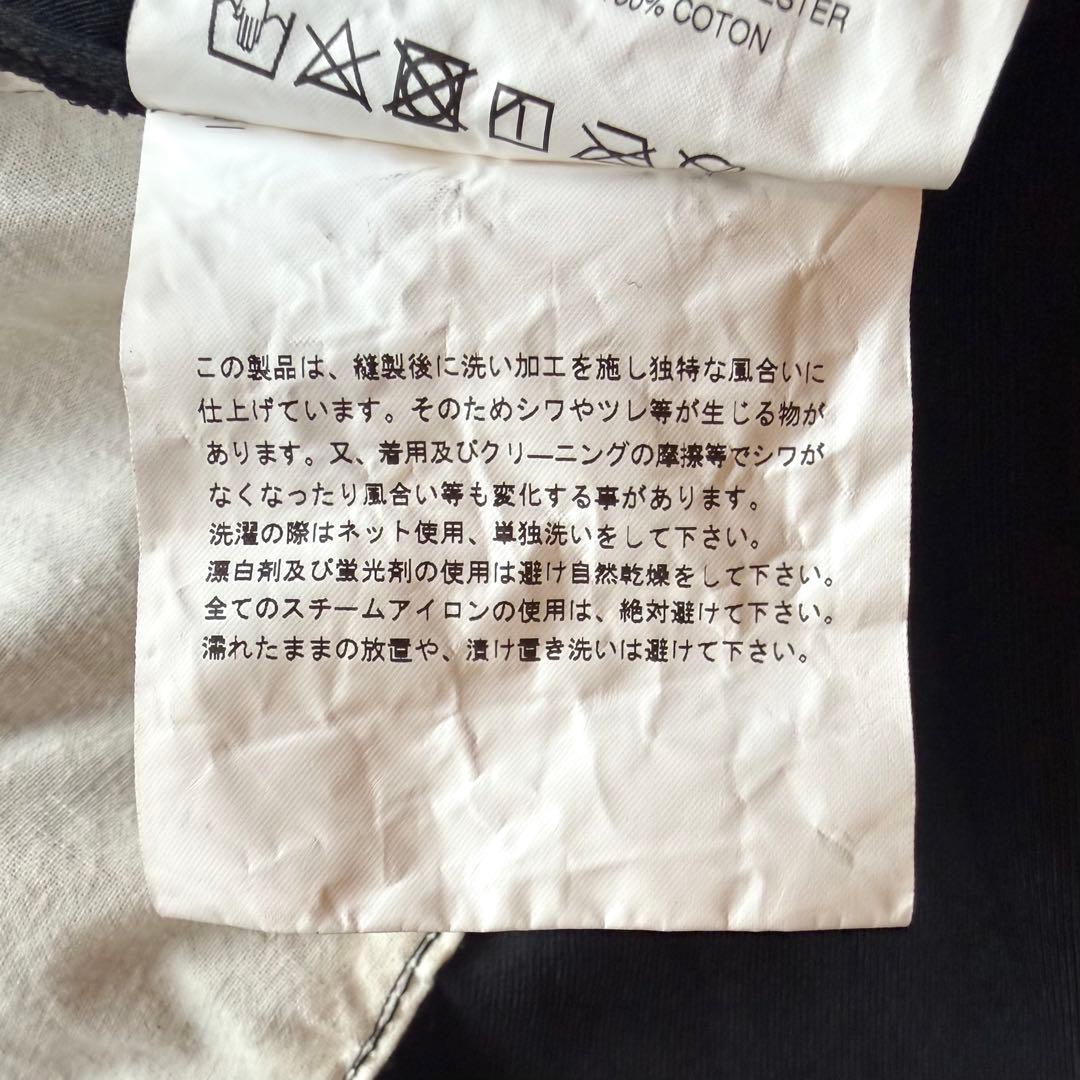 COTON
この製品は、縫製後に洗い加工を施し独特な風合いに
仕上げています。そのためシワやツレ等が生じる物が
あります。又、着用及びクリーニングの摩擦等でシワが
なくなったり風合い等も変化する事があります。
洗濯の際はネット使用、単独洗いをして下さい。
漂白剤及び蛍光剤の使用は避け自然乾燥をして下さい。
全てのスチームアイロンの使用は、絶対避けて下さい。
濡れたままの放置や、漬け置き洗いは避けて下さい。